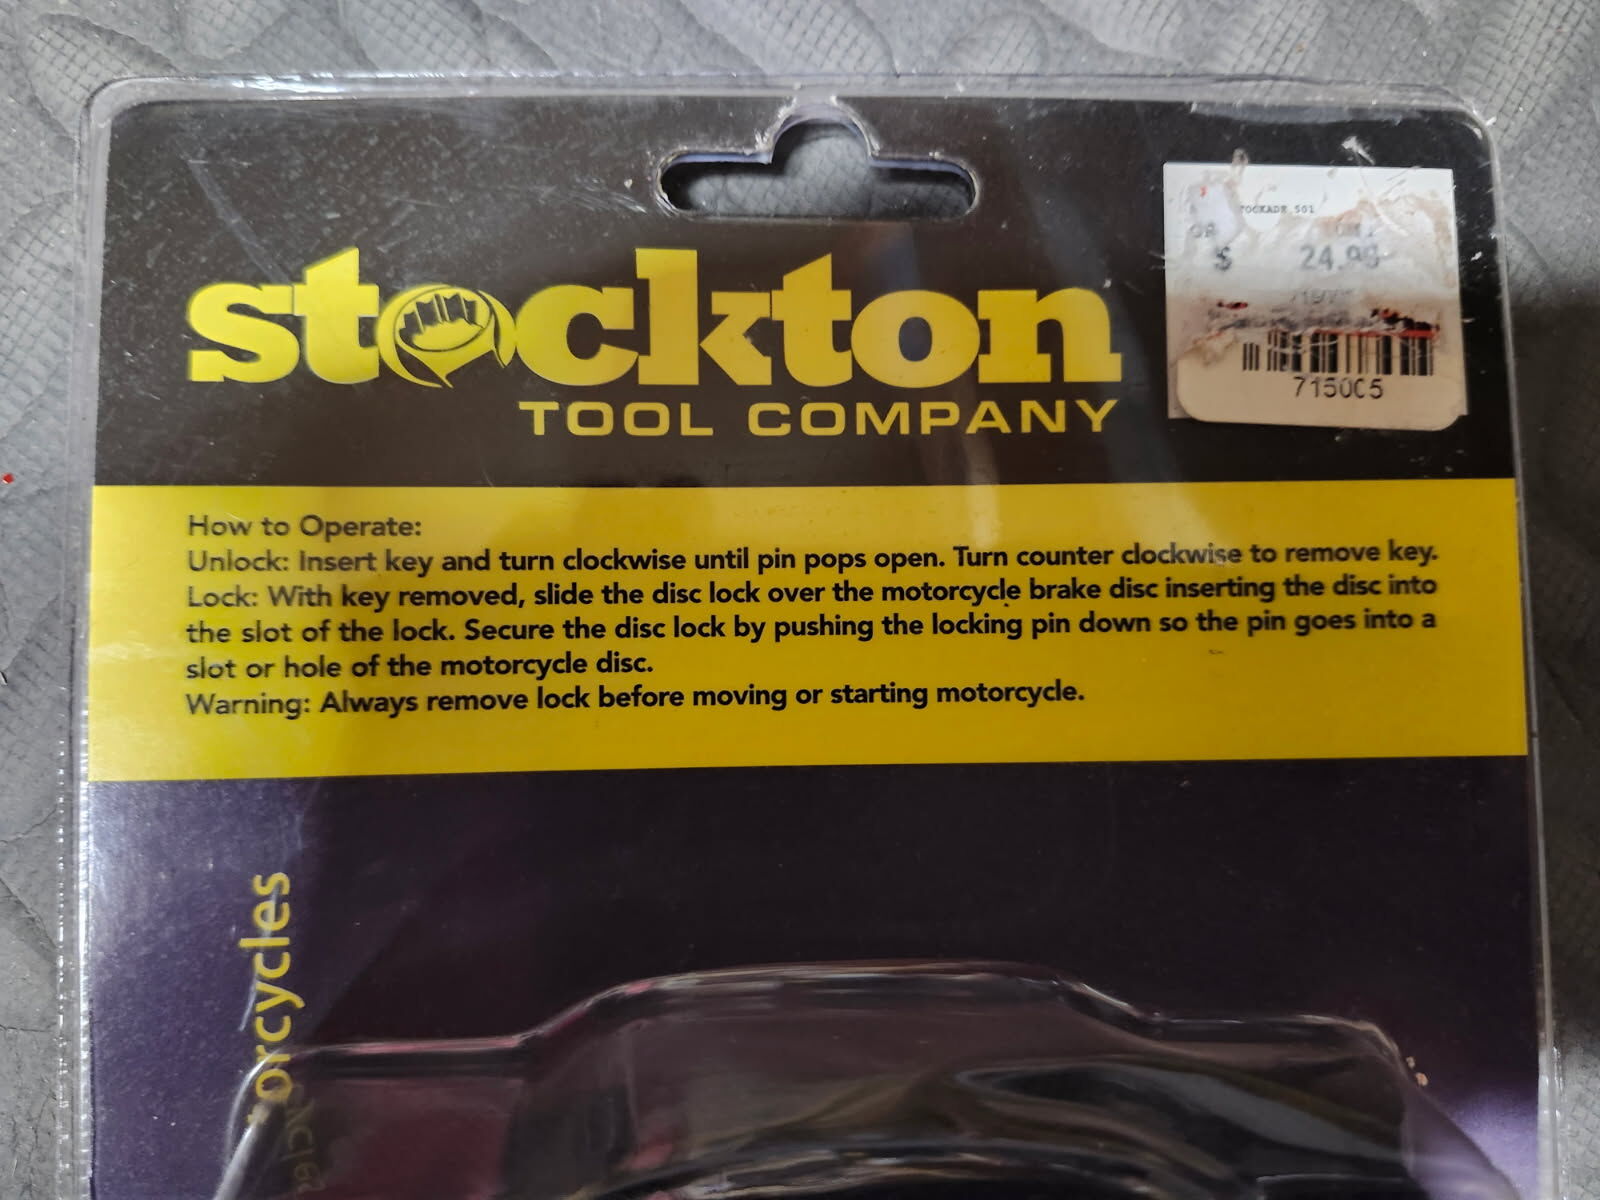 stockton
TOOL COMPANY
$ 24.99
715005
How to Operate:
Unlock: Insert key and turn clockwise until pin pops open. Turn counter clockwise to remove key.
Lock: With key removed, slide the disc lock over the motorcycle brake disc inserting the disc into
the slot of the lock. Secure the disc lock by pushing the locking pin down so the pin goes into a
slot or hole of the motorcycle disc.
Warning: Always remove lock before moving or starting motorcycle.
orcycles